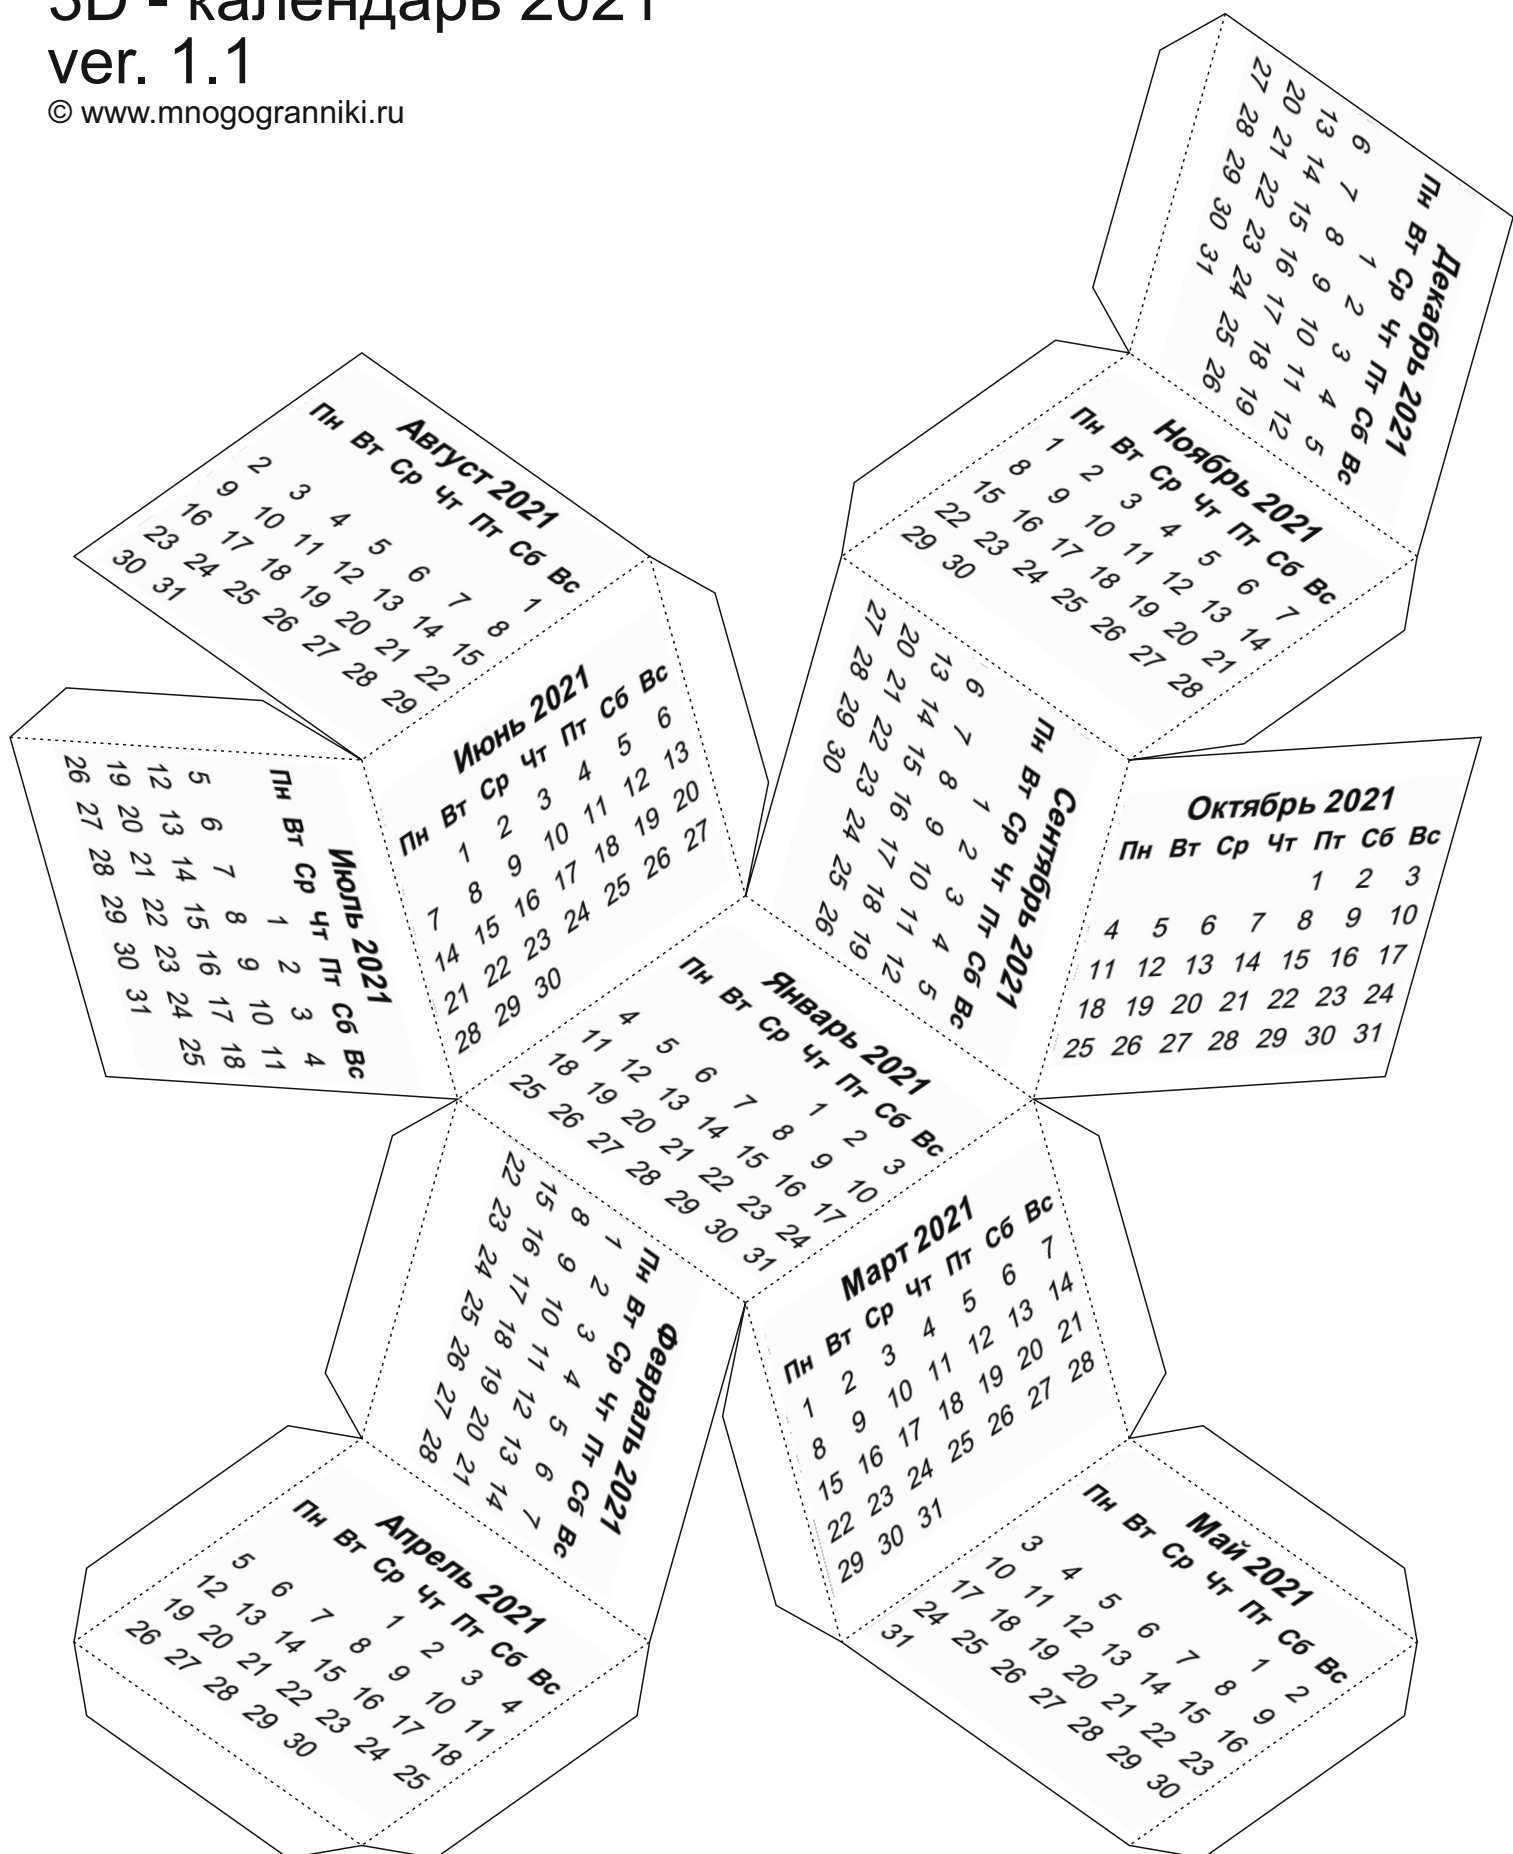 3D - календарь 2021
ver. 1.1
© www.mnogogranniki.ru
Декабрь 2021
Пн Вт Ср Чт Пт Сб Вс
1 2 3 4 5
6 7 8 9 10 11 12
13 14 15 16 17 18 19
20 21 22 23 24 25 26
27 28 29 30 31
Август 2021
Пн Вт Ср Чт Пт Сб Вс
1
2 3 4 5 6 7 8
9 10 11 12 13 14 15
16 17 18 19 20 21 22
23 24 25 26 27 28 29
30 31
Ноябрь 2021
Пн Вт Ср Чт Пт Сб Вс
1 2 3 4 5 6 7
8 9 10 11 12 13 14
15 16 17 18 19 20 21
22 23 24 25 26 27 28
29 30
Июль 2021
Пн Вт Ср Чт Пт Сб Вс
1 2 3 4
5 6 7 8 9 10 11
12 13 14 15 16 17 18
19 20 21 22 23 24 25
26 27 28 29 30 31
Июнь 2021
Пн Вт Ср Чт Пт Сб Вс
1 2 3 4 5 6
7 8 9 10 11 12 13
14 15 16 17 18 19 20
21 22 23 24 25 26 27
28 29 30
Сентябрь 2021
Пн Вт Ср Чт Пт Сб Вс
1 2 3 4 5
6 7 8 9 10 11 12
13 14 15 16 17 18 19
20 21 22 23 24 25 26
27 28 29 30
Октябрь 2021
Пн Вт Ср Чт Пт Сб Вс
1 2 3
4 5 6 7 8 9 10
11 12 13 14 15 16 17
18 19 20 21 22 23 24
25 26 27 28 29 30 31
Январь 2021
Пн Вт Ср Чт Пт Сб Вс
1 2 3
4 5 6 7 8 9 10
11 12 13 14 15 16 17
18 19 20 21 22 23 24
25 26 27 28 29 30 31
Февраль 2021
Пн Вт Ср Чт Пт Сб Вс
1 2 3 4 5 6 7
8 9 10 11 12 13 14
15 16 17 18 19 20 21
22 23 24 25 26 27 28
Март 2021
Пн Вт Ср Чт Пт Сб Вс
1 2 3 4 5 6 7
8 9 10 11 12 13 14
15 16 17 18 19 20 21
22 23 24 25 26 27 28
29 30 31
Апрель 2021
Пн Вт Ср Чт Пт Сб Вс
1 2 3 4
5 6 7 8 9 10 11
12 13 14 15 16 17 18
19 20 21 22 23 24 25
26 27 28 29 30
Май 2021
Пн Вт Ср Чт Пт Сб Вс
1 2
3 4 5 6 7 8 9
10 11 12 13 14 15 16
17 18 19 20 21 22 23
24 25 26 27 28 29 30
31